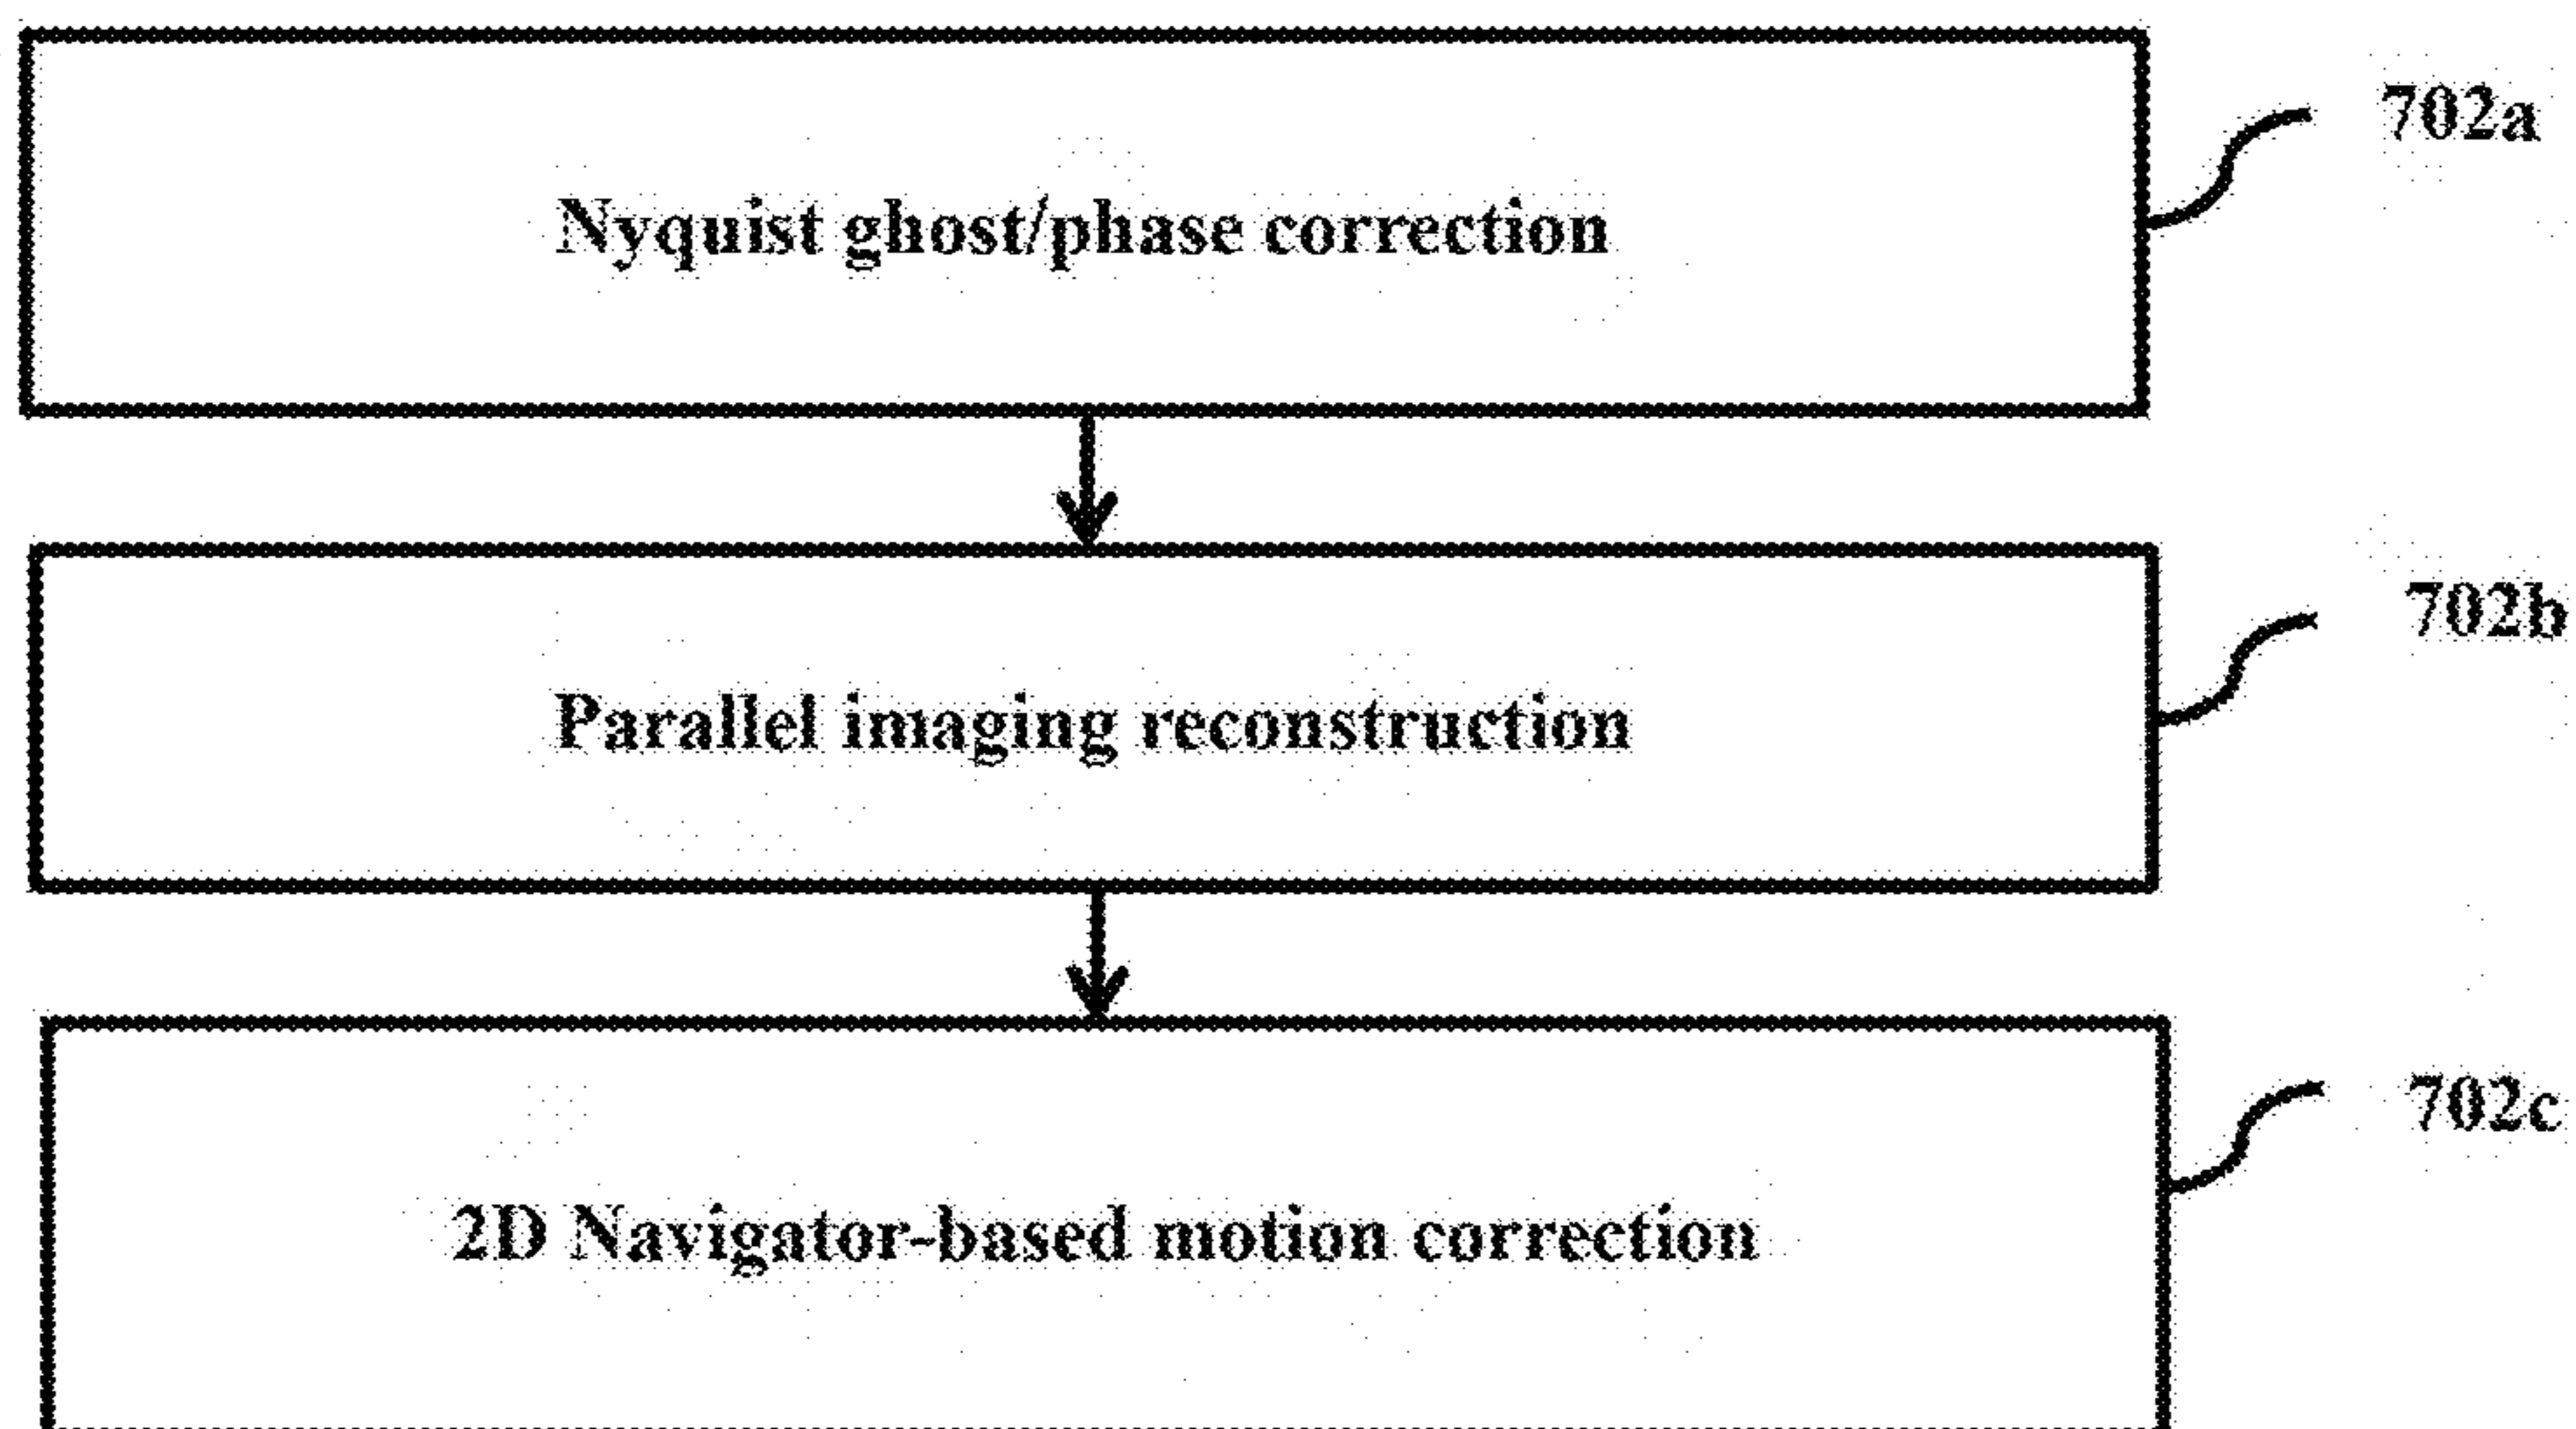 Nyquist ghost/phase correction
702a
Parallel imaging reconstruction
702b
2D Navigator-based motion correction
702c